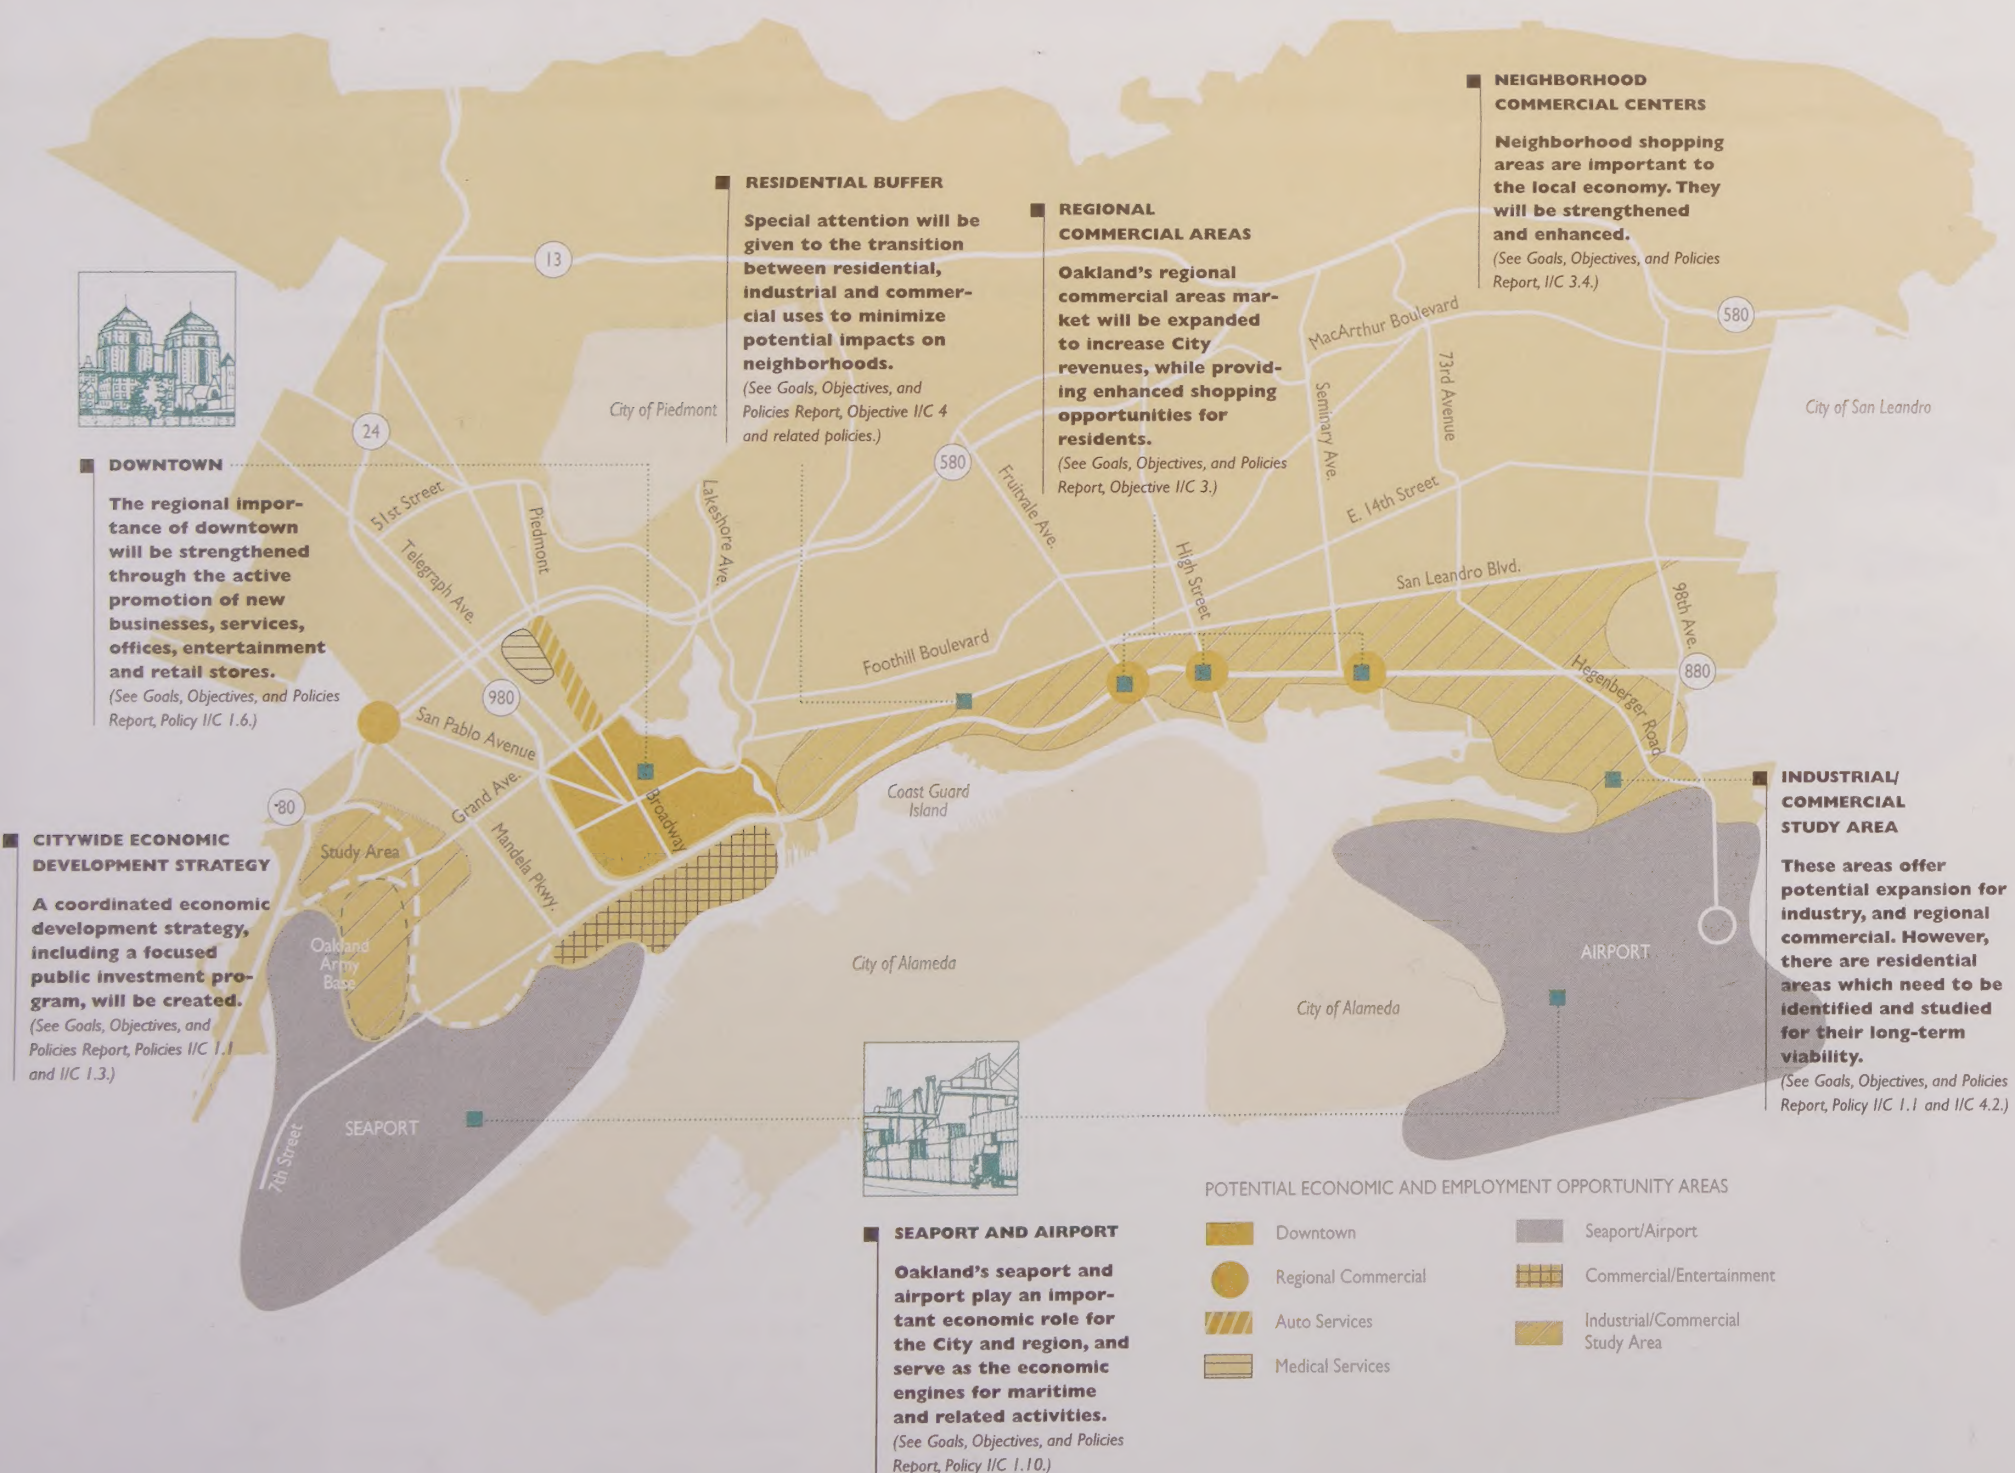 NEIGHBORHOOD
COMMERCIAL CENTERS
Neighborhood shopping
areas are important to
the local economy. They
will be strengthened
and enhanced.
(See Goals, Objectives, and Policies
Report, I/C 3.4.)
RESIDENTIAL BUFFER
Special attention will be
given to the transition
between residential,
industrial and commer-
cial uses to minimize
potential impacts on
neighborhoods.
(See Goals, Objectives, and
Policies Report, Objective I/C 4
and related policies.)
REGIONAL
COMMERCIAL AREAS
Oakland's regional
commercial areas mar-
ket will be expanded
to increase City
revenues, while provid-
ing enhanced shopping
opportunities for
residents.
(See Goals, Objectives, and Policies
Report, Objective I/C 3.)
DOWNTOWN
The regional impor-
tance of downtown
will be strengthened
through the active
promotion of new
businesses, services,
offices, entertainment
and retail stores.
(See Goals, Objectives, and Policies
Report, Policy I/C 1.6.)
CITYWIDE ECONOMIC
DEVELOPMENT STRATEGY
A coordinated economic
development strategy,
including a focused
public investment pro-
gram, will be created.
(See Goals, Objectives, and
Policies Report, Policies I/C 1.1
and I/C 1.3.)
INDUSTRIAL/
COMMERCIAL
STUDY AREA
These areas offer
potential expansion for
industry, and regional
commercial. However,
there are residential
areas which need to be
identified and studied
for their long-term
viability.
(See Goals, Objectives, and Policies
Report, Policy I/C 1.1 and I/C 4.2.)
SEAPORT AND AIRPORT
Oakland's seaport and
airport play an impor-
tant economic role for
the City and region, and
serve as the economic
engines for maritime
and related activities.
(See Goals, Objectives, and Policies
Report, Policy I/C 1.10.)
13
24
580
580
980
880
80
City of Piedmont
City of San Leandro
MacArthur Boulevard
73rd Avenue
Seminary Ave.
E. 14th Street
Fruitvale Ave.
High Street
San Leandro Blvd.
98th Ave.
Hegenberger Road
Foothill Boulevard
Lakeshore Ave.
Piedmont
51st Street
Telegraph Ave.
San Pablo Avenue
Grand Ave.
Broadway
Mandela Pkwy.
Study Area
Oakland
Army
Base
Coast Guard
Island
City of Alameda
City of Alameda
AIRPORT
SEAPORT
7th Street
POTENTIAL ECONOMIC AND EMPLOYMENT OPPORTUNITY AREAS
Downtown
Regional Commercial
Auto Services
Medical Services
Seaport/Airport
Commercial/Entertainment
Industrial/Commercial
Study Area